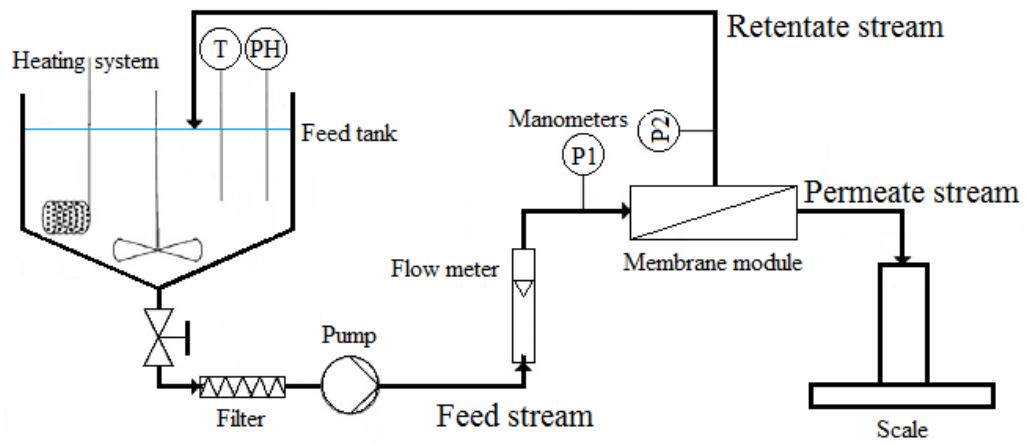 Retentate stream
T
PH
Heating system
Manometers
P2
Feed tank
P1
Permeate stream
Flow meter
Membrane module
Pump
Filter
Feed stream
Scale